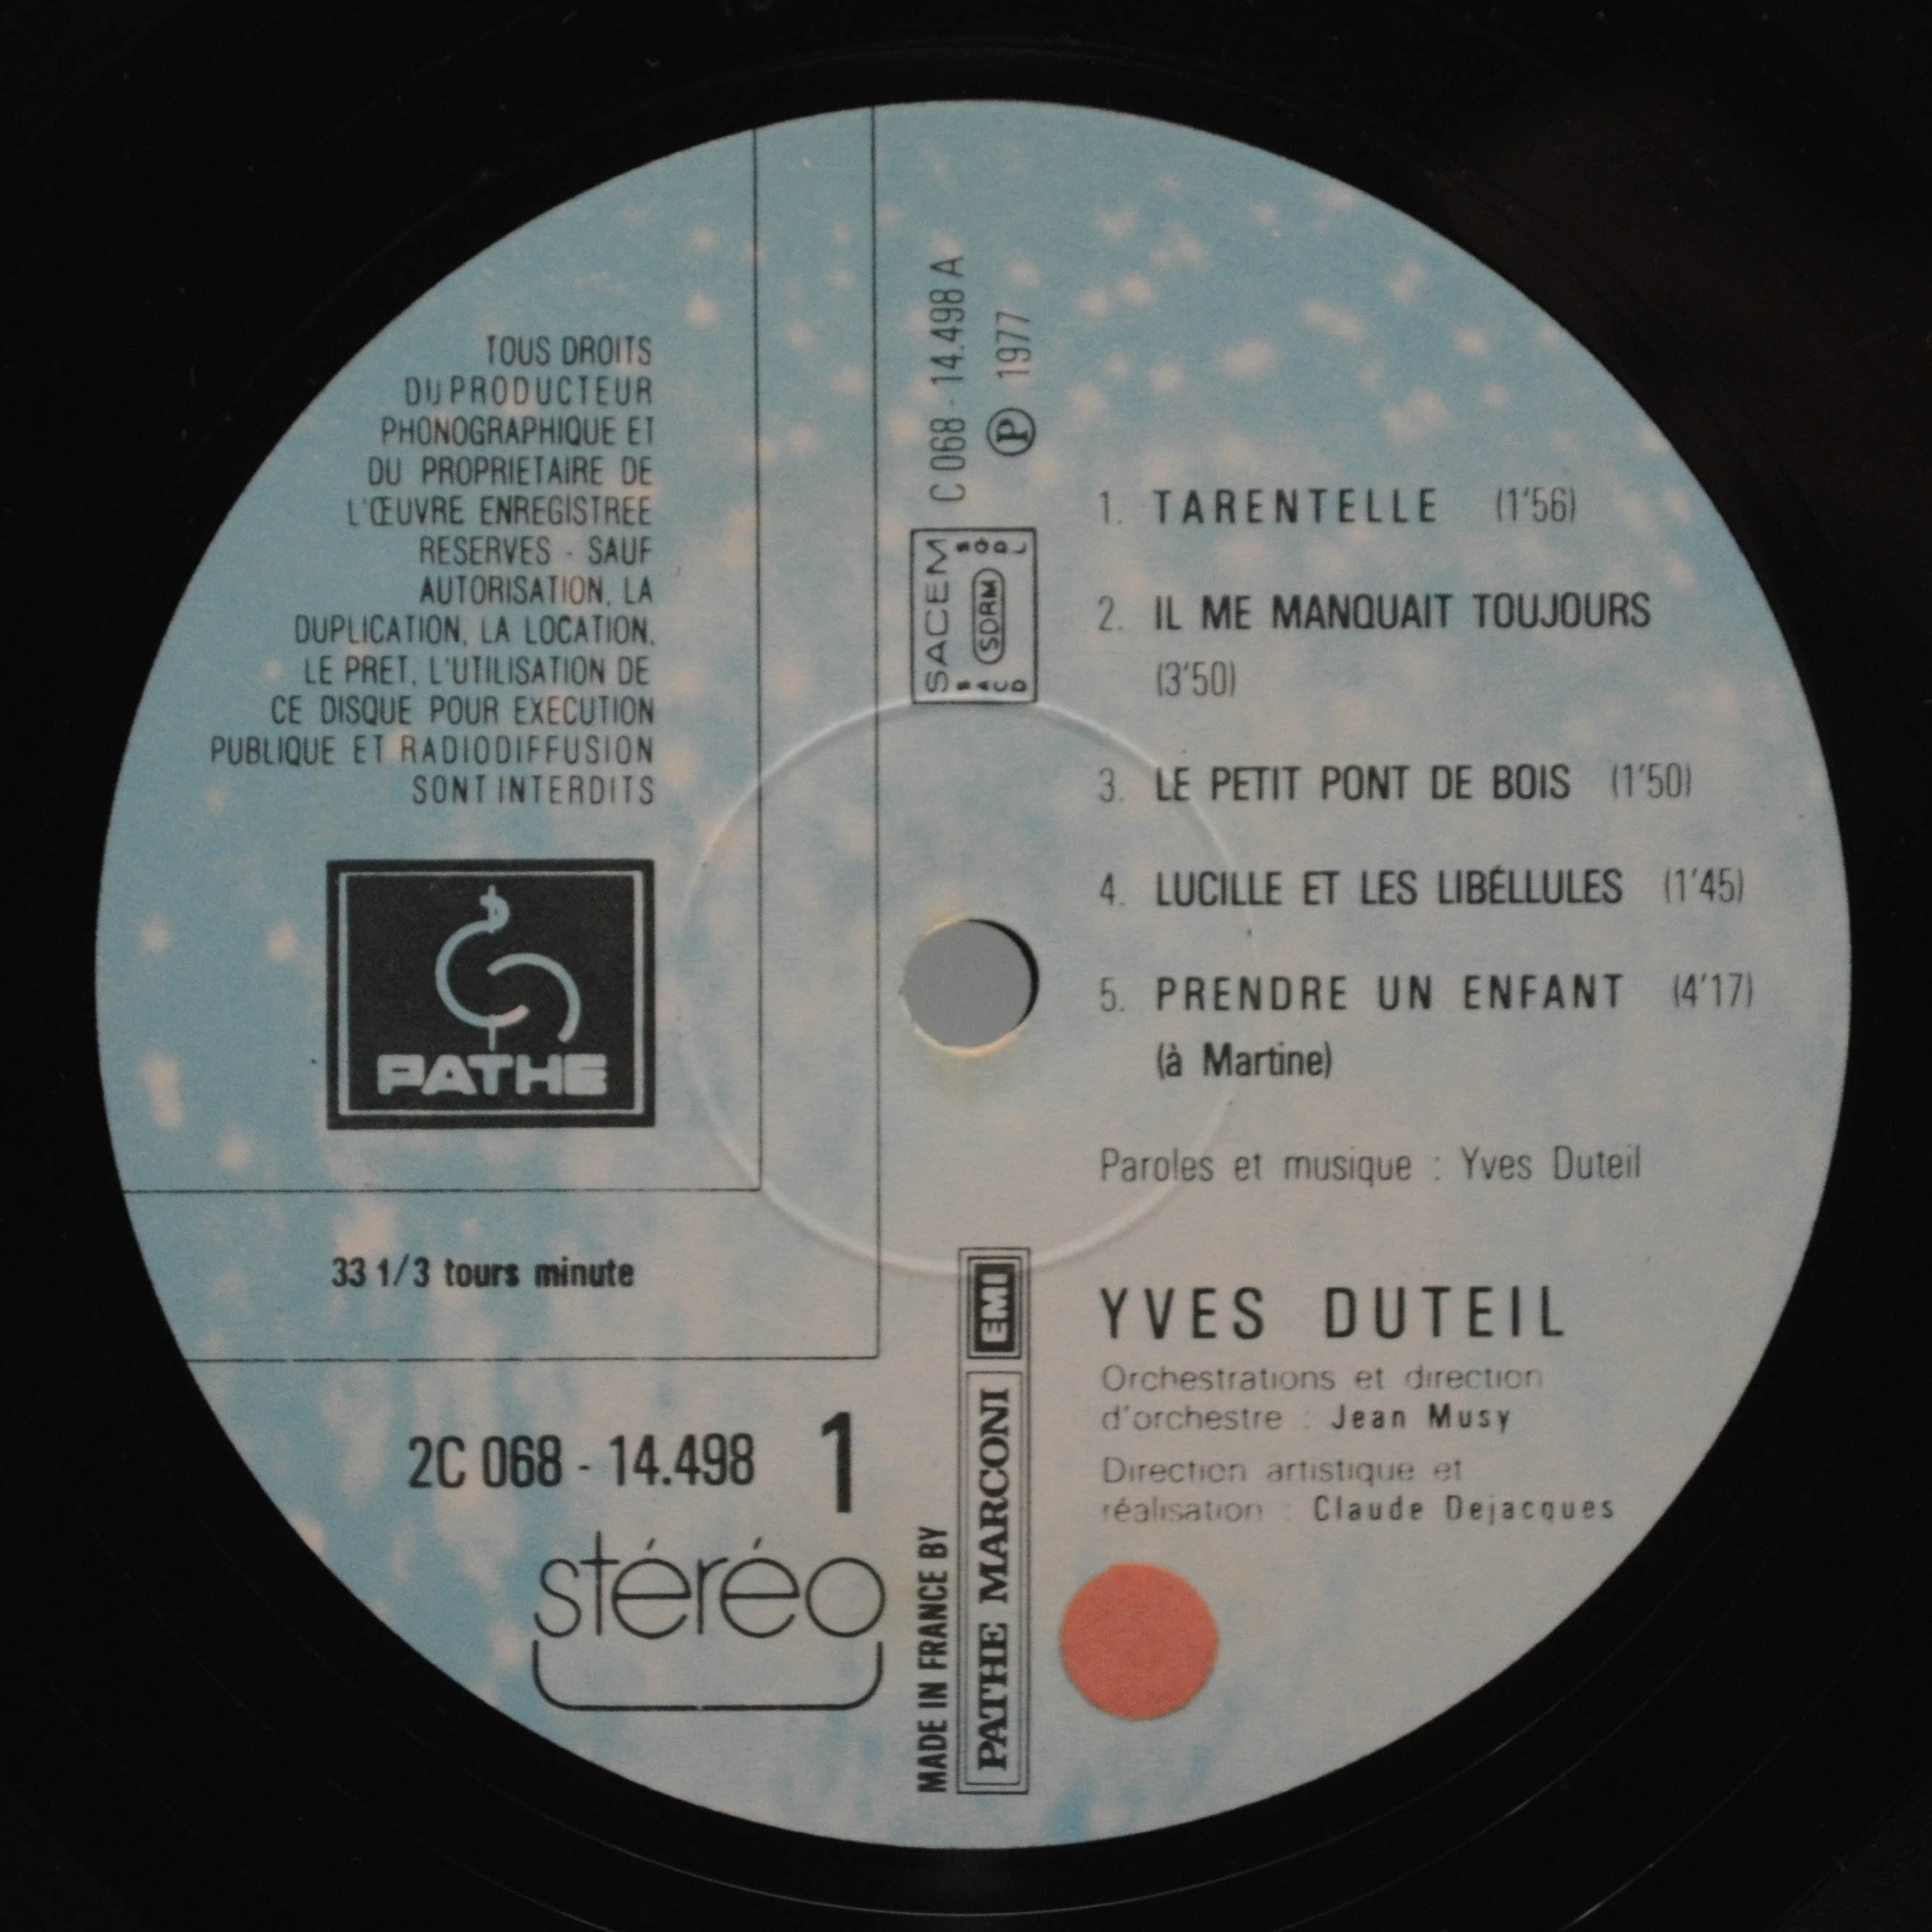 TOUS DROITS
DU PRODUCTEUR
PHONOGRAPHIQUE ET
DU PROPRIETAIRE DE
L'ŒUVRE ENREGISTREE
RESERVES - SAUF
AUTORISATION, LA
DUPLICATION, LA LOCATION,
LE PRET, L'UTILISATION DE
CE DISQUE POUR EXECUTION
PUBLIQUE ET RADIODIFFUSION
SONT INTERDITS
PATHE
33 1/3 tours minute
2C 068 - 14.498 1
stéréo
C 068 - 14.498 A
℗ 1977
SACEM
SACD SDRM SGDL
MADE IN FRANCE BY
PATHE MARCONI EMI
1. TARENTELLE (1'56)
2. IL ME MANQUAIT TOUJOURS
(3'50)
3. LE PETIT PONT DE BOIS (1'50)
4. LUCILLE ET LES LIBÉLLULES (1'45)
5. PRENDRE UN ENFANT (4'17)
(à Martine)
Paroles et musique : Yves Duteil
YVES DUTEIL
Orchestrations et direction
d'orchestre : Jean Musy
Direction artistique et
réalisation : Claude Dejacques